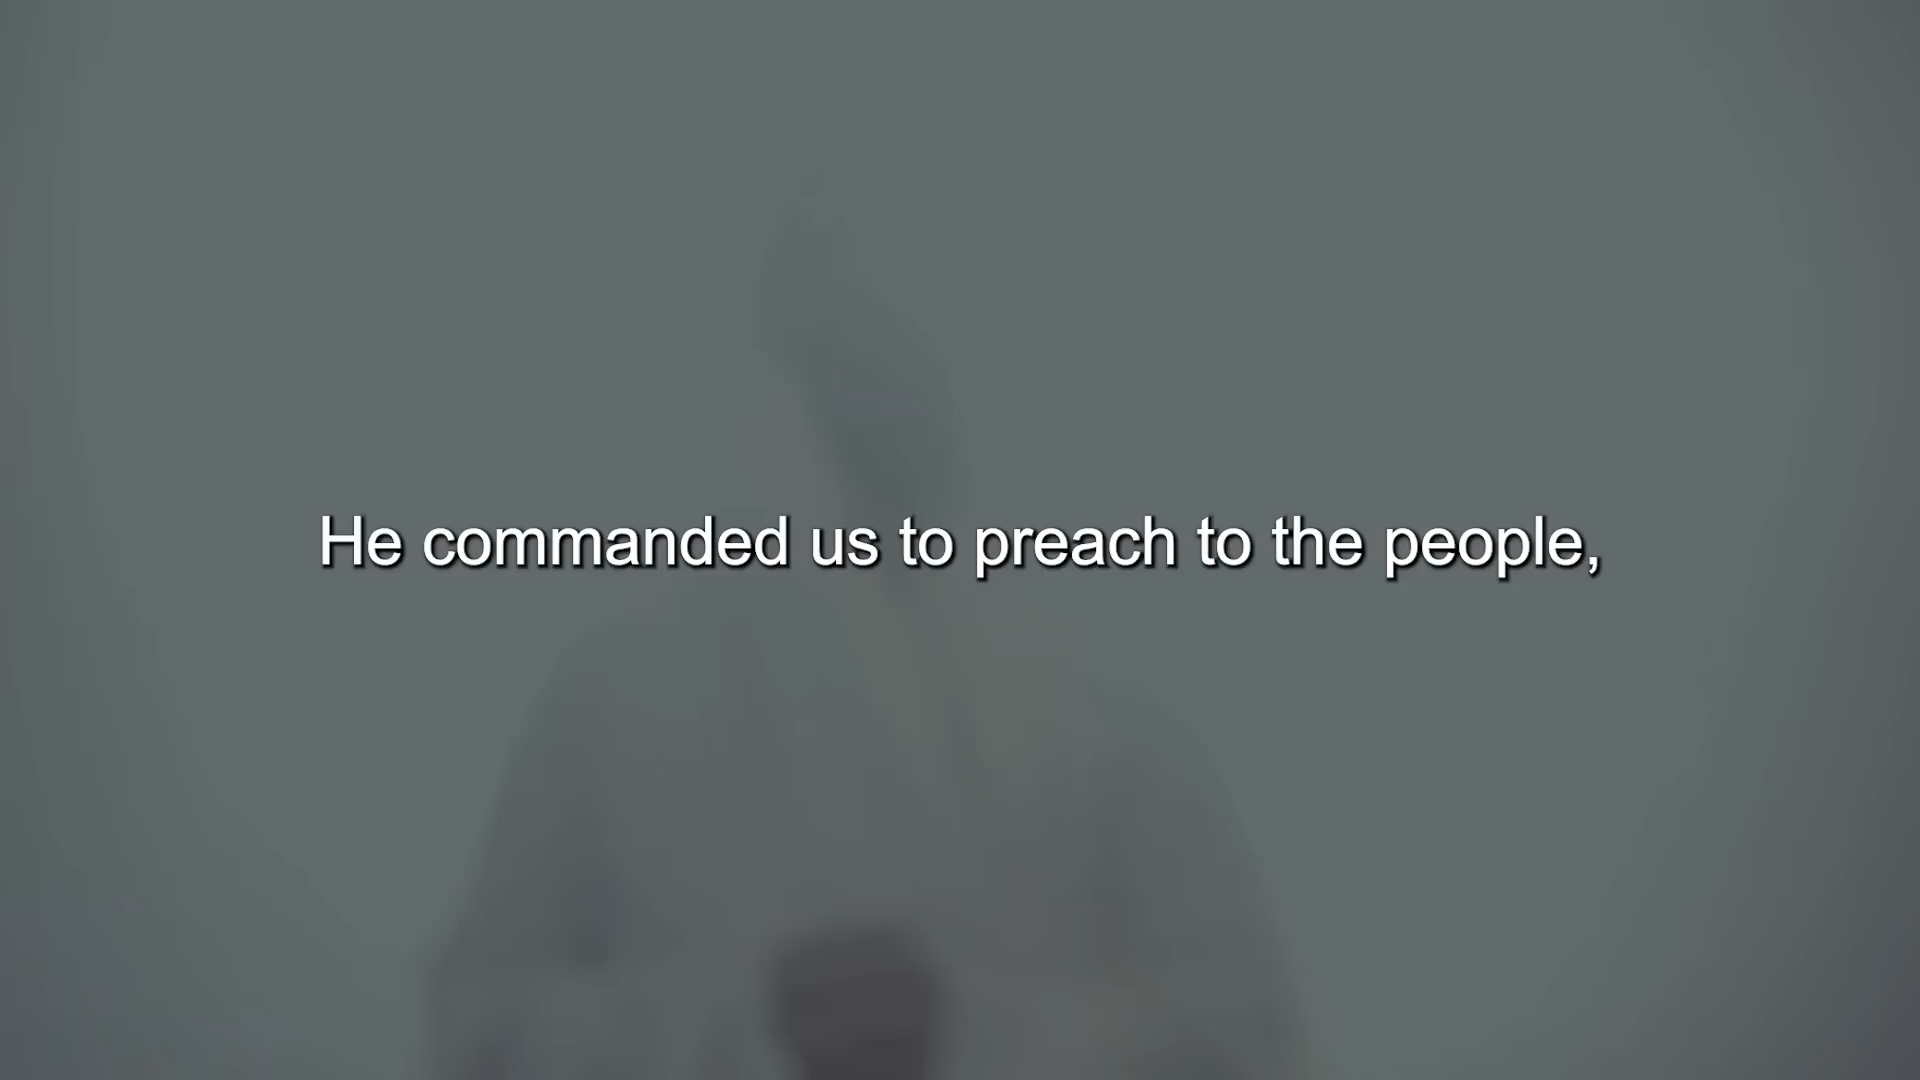 He commanded us to preach to the people,